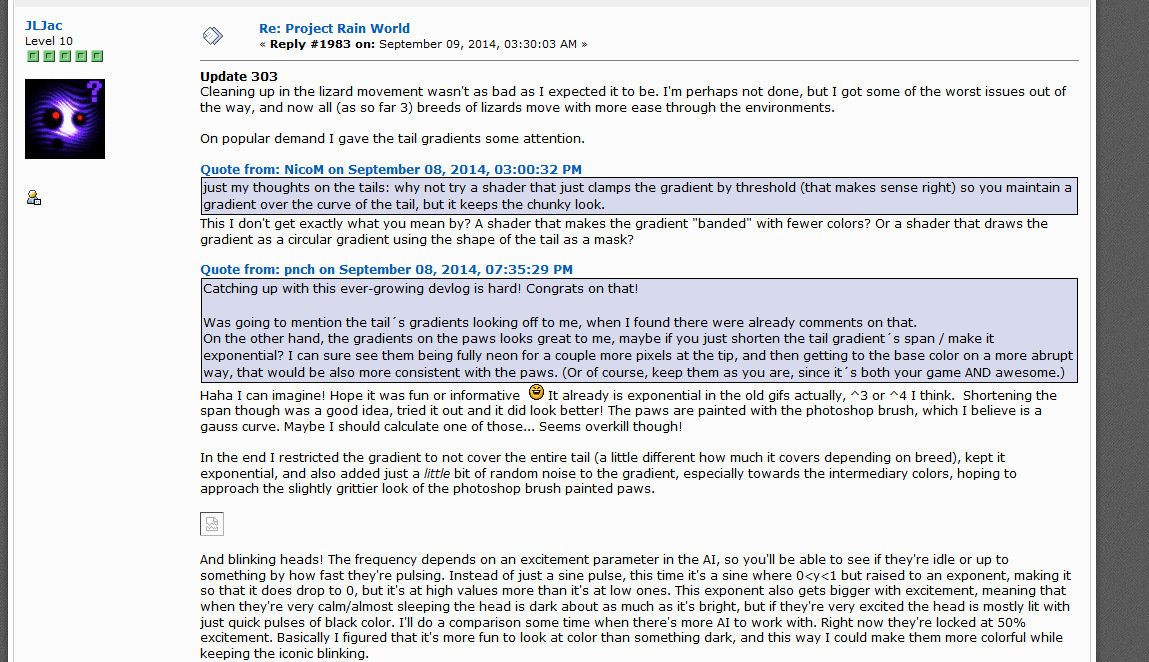 JLJac
Level 10
Re: Project Rain World
« Reply #1983 on: September 09, 2014, 03:30:03 AM »
Update 303
Cleaning up in the lizard movement wasn't as bad as I expected it to be. I'm perhaps not done, but I got some of the worst issues out of
the way, and now all (as so far 3) breeds of lizards move with more ease through the environments.
On popular demand I gave the tail gradients some attention.
Quote from: NicoM on September 08, 2014, 03:00:32 PM
just my thoughts on the tails: why not try a shader that just clamps the gradient by threshold (that makes sense right) so you maintain a
gradient over the curve of the tail, but it keeps the chunky look.
This I don't get exactly what you mean by? A shader that makes the gradient "banded" with fewer colors? Or a shader that draws the
gradient as a circular gradient using the shape of the tail as a mask?
Quote from: pnch on September 08, 2014, 07:35:29 PM
Catching up with this ever-growing devlog is hard! Congrats on that!
Was going to mention the tail´s gradients looking off to me, when I found there were already comments on that.
On the other hand, the gradients on the paws looks great to me, maybe if you just shorten the tail gradient´s span / make it
exponential? I can sure see them being fully neon for a couple more pixels at the tip, and then getting to the base color on a more abrupt
way, that would be also more consistent with the paws. (Or of course, keep them as you are, since it´s both your game AND awesome.)
Haha I can imagine! Hope it was fun or informative It already is exponential in the old gifs actually, ^3 or ^4 I think. Shortening the
span though was a good idea, tried it out and it did look better! The paws are painted with the photoshop brush, which I believe is a
gauss curve. Maybe I should calculate one of those... Seems overkill though!
In the end I restricted the gradient to not cover the entire tail (a little different how much it covers depending on breed), kept it
exponential, and also added just a little bit of random noise to the gradient, especially towards the intermediary colors, hoping to
approach the slightly grittier look of the photoshop brush painted paws.
And blinking heads! The frequency depends on an excitement parameter in the AI, so you'll be able to see if they're idle or up to
something by how fast they're pulsing. Instead of just a sine pulse, this time it's a sine where 0<y<1 but raised to an exponent, making it
so that it does drop to 0, but it's at high values more than it's at low ones. This exponent also gets bigger with excitement, meaning that
when they're very calm/almost sleeping the head is dark about as much as it's bright, but if they're very excited the head is mostly lit with
just quick pulses of black color. I'll do a comparison some time when there's more AI to work with. Right now they're locked at 50%
excitement. Basically I figured that it's more fun to look at color than something dark, and this way I could make them more colorful while
keeping the iconic blinking.